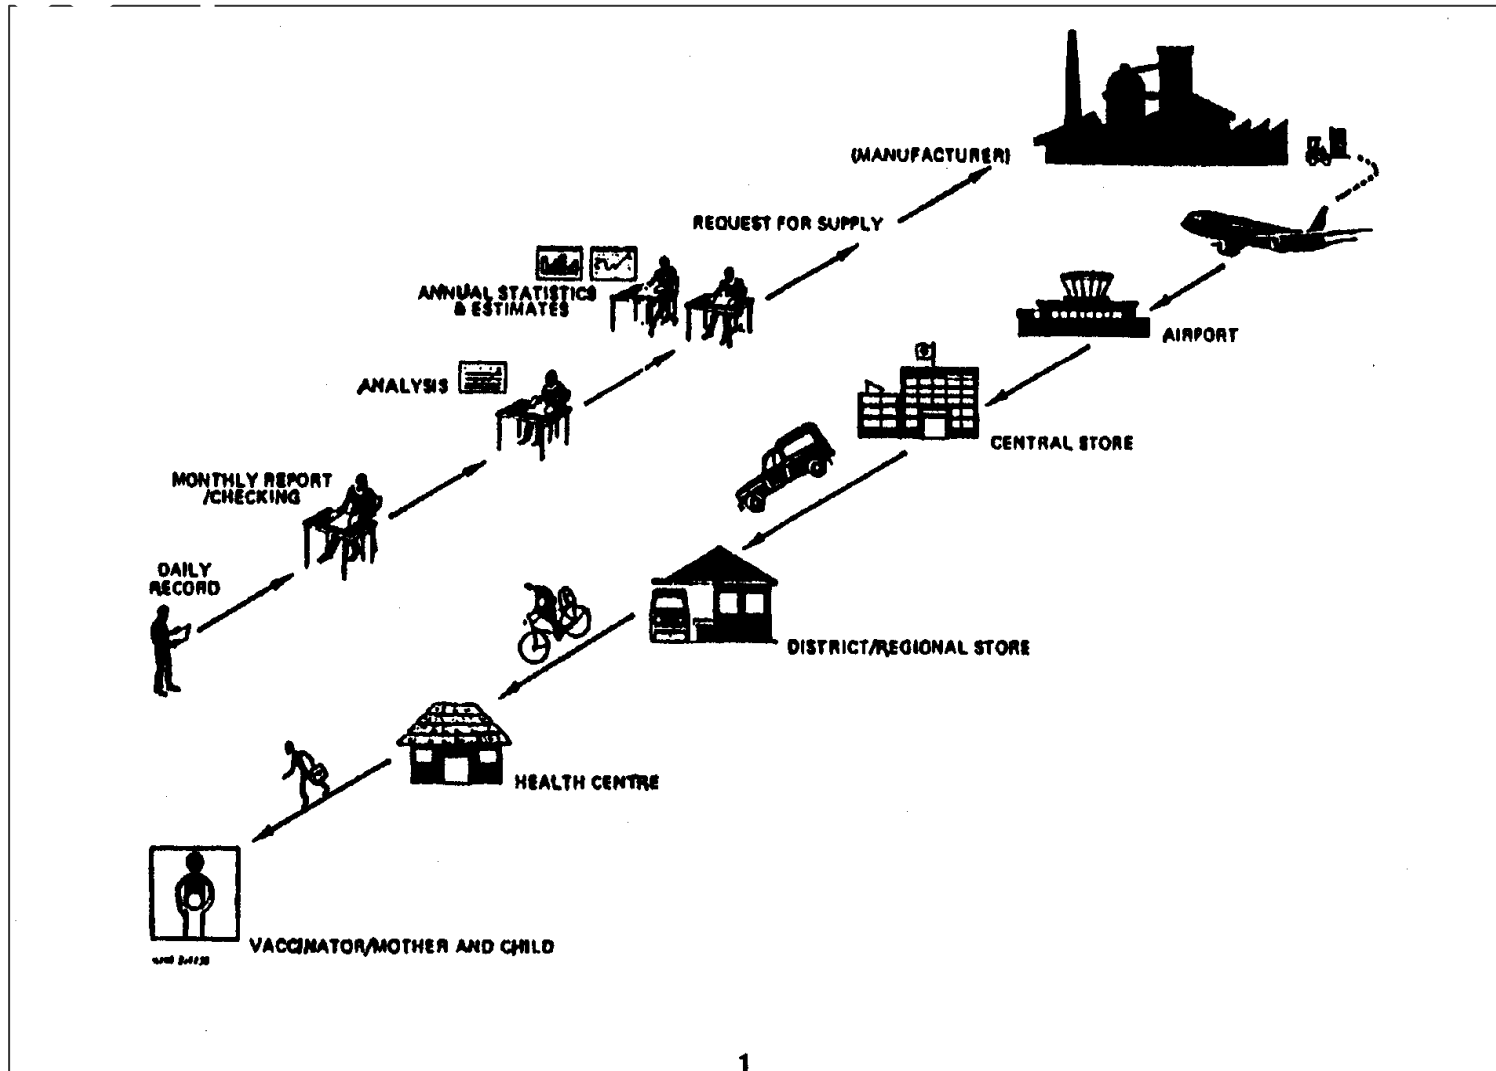 (MANUFACTURER)
REQUEST FOR SUPPLY
ANNUAL STATISTICS
& ESTIMATES
AIRPORT
ANALYSIS
CENTRAL STORE
MONTHLY REPORT
/CHECKING
DAILY
RECORD
DISTRICT/REGIONAL STORE
HEALTH CENTRE
VACCINATOR/MOTHER AND CHILD
1